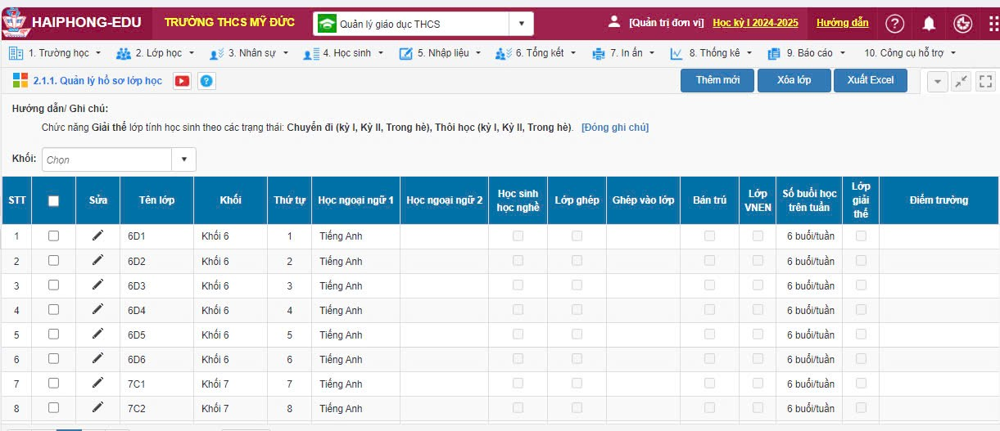 HAIPHONG-EDU TRƯỜNG THCS MỸ ĐỨC Quản lý giáo dục THCS [Quản trị đơn vị] Học kỳ I 2024-2025 Hướng dẫn
1. Trường học 2. Lớp học 3. Nhân sự 4. Học sinh 5. Nhập liệu 6. Tổng kết 7. In ấn 8. Thống kê 9. Báo cáo 10. Công cụ hỗ trợ
2.1.1. Quản lý hồ sơ lớp học Thêm mới Xóa lớp Xuất Excel
Hướng dẫn/ Ghi chú:
Chức năng Giải thể lớp tính học sinh theo các trạng thái: Chuyển đi (kỳ I, Kỳ II, Trong hè), Thôi học (kỳ I, Kỳ II, Trong hè). [Đóng ghi chú]
Khối: Chọn
STT Sửa Tên lớp Khối Thứ tự Học ngoại ngữ 1 Học ngoại ngữ 2 Học sinh học nghề Lớp ghép Ghép vào lớp Bán trú Lớp VNEN Số buổi học trên tuần Lớp giải thể Điểm trường
1 6D1 Khối 6 1 Tiếng Anh 6 buổi/tuần
2 6D2 Khối 6 2 Tiếng Anh 6 buổi/tuần
3 6D3 Khối 6 3 Tiếng Anh 6 buổi/tuần
4 6D4 Khối 6 4 Tiếng Anh 6 buổi/tuần
5 6D5 Khối 6 5 Tiếng Anh 6 buổi/tuần
6 6D6 Khối 6 6 Tiếng Anh 6 buổi/tuần
7 7C1 Khối 7 7 Tiếng Anh 6 buổi/tuần
8 7C2 Khối 7 8 Tiếng Anh 6 buổi/tuần